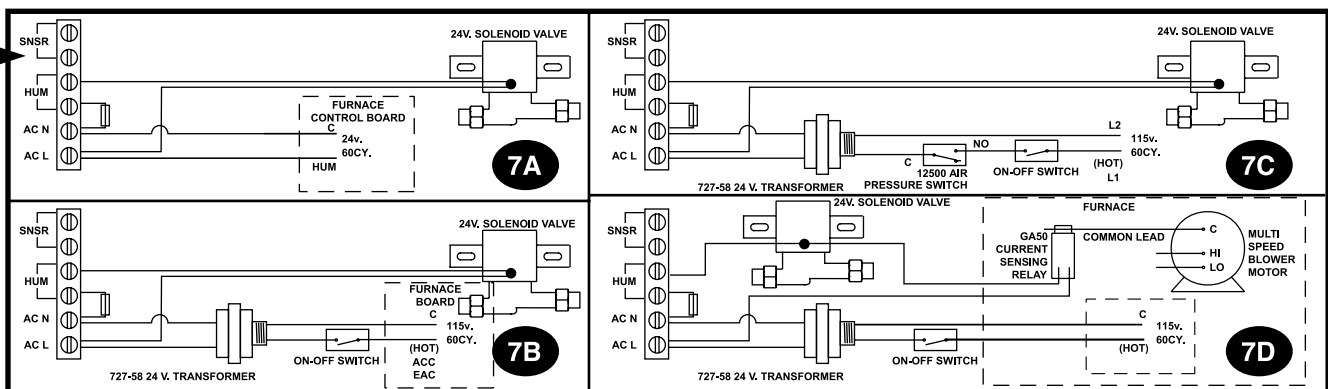 SNSR
HUM
AC N
AC L
24V. SOLENOID VALVE
FURNACE
CONTROL BOARD
C
24v.
60CY.
HUM
7A
SNSR
HUM
AC N
AC L
24V. SOLENOID VALVE
L2
115v.
60CY.
(HOT)
L1
NO
C
12500 AIR
PRESSURE SWITCH
ON-OFF SWITCH
727-58 24 V. TRANSFORMER
7C
SNSR
HUM
AC N
AC L
24V. SOLENOID VALVE
FURNACE
BOARD
C
115v.
60CY.
(HOT)
ACC
EAC
ON-OFF SWITCH
727-58 24 V. TRANSFORMER
7B
SNSR
HUM
AC N
AC L
24V. SOLENOID VALVE
FURNACE
GA50
CURRENT
SENSING
RELAY
COMMON LEAD
C
HI
LO
MULTI
SPEED
BLOWER
MOTOR
C
115v.
60CY.
(HOT)
ON-OFF SWITCH
727-58 24 V. TRANSFORMER
7D